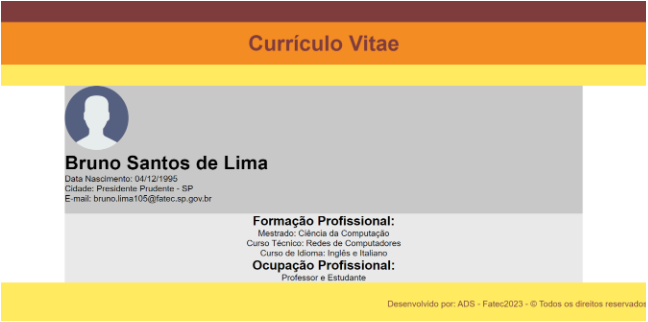 Currículo Vitae
Bruno Santos de Lima
Data Nascimento: 04/12/1995
Cidade: Presidente Prudente - SP
E-mail: bruno.lima105@fatec.sp.gov.br
Formação Profissional:
Mestrado: Ciência da Computação
Curso Técnico: Redes de Computadores
Curso de Idioma: Inglês e Italiano
Ocupação Profissional:
Professor e Estudante
Desenvolvido por: ADS - Fatec2023 - © Todos os direitos reservados